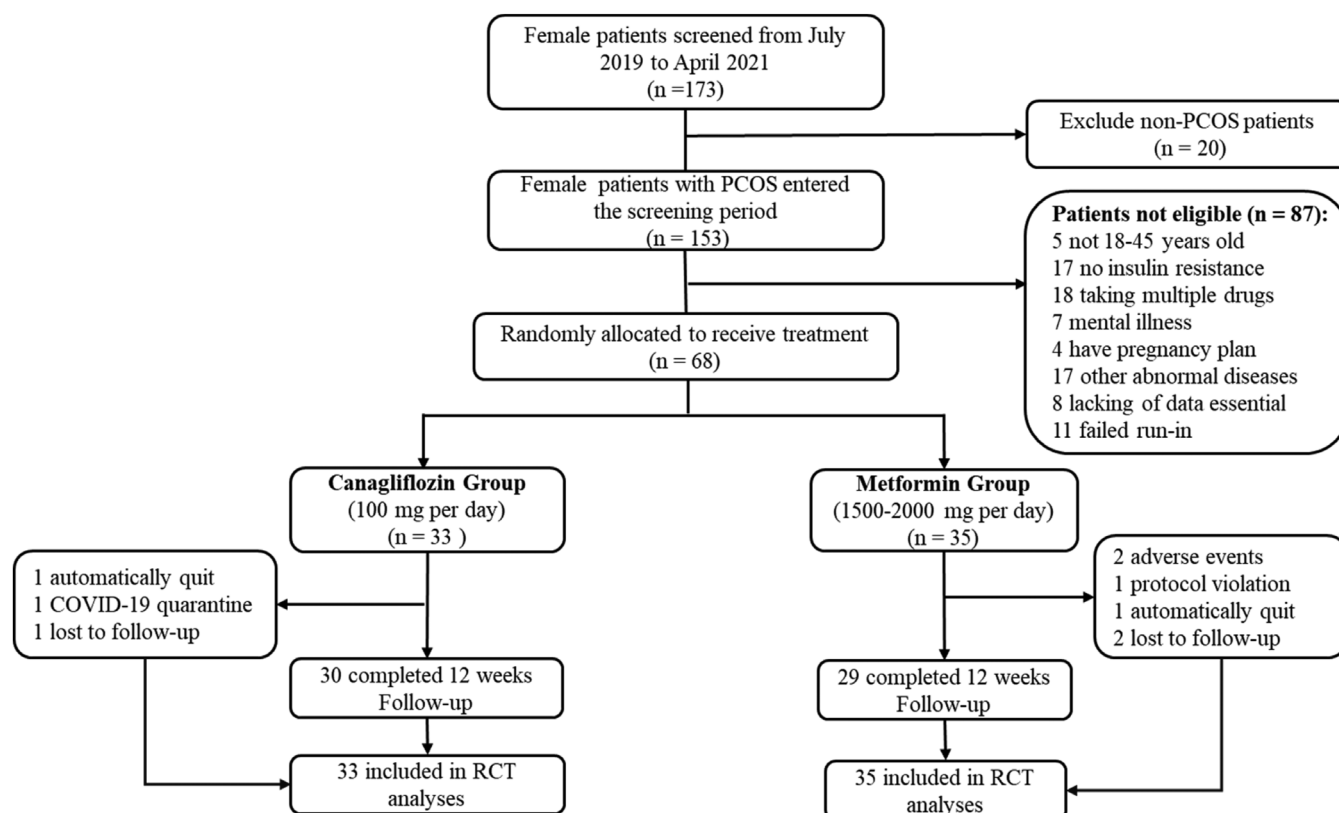 Female patients screened from July
2019 to April 2021
(n =173)
Exclude non-PCOS patients
(n = 20)
Female patients with PCOS entered
the screening period
(n = 153)
Patients not eligible (n = 87):
5 not 18-45 years old
17 no insulin resistance
18 taking multiple drugs
7 mental illness
4 have pregnancy plan
17 other abnormal diseases
8 lacking of data essential
11 failed run-in
Randomly allocated to receive treatment
(n = 68)
Canagliflozin Group
(100 mg per day)
(n = 33 )
Metformin Group
(1500-2000 mg per day)
(n = 35)
1 automatically quit
1 COVID-19 quarantine
1 lost to follow-up
2 adverse events
1 protocol violation
1 automatically quit
2 lost to follow-up
30 completed 12 weeks
Follow-up
29 completed 12 weeks
Follow-up
33 included in RCT
analyses
35 included in RCT
analyses